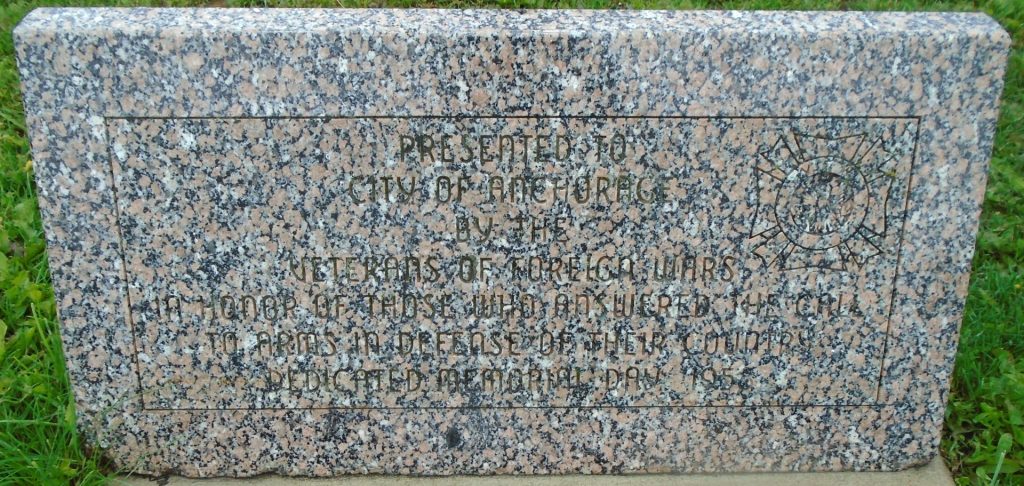 PRESENTED TO
CITY OF ANCHORAGE
BY THE
VETERANS OF FOREIGN WARS
IN HONOR OF THOSE WHO ANSWERED THE CALL
TO ARMS IN DEFENSE OF THEIR COUNTRY
DEDICATED MEMORIAL DAY